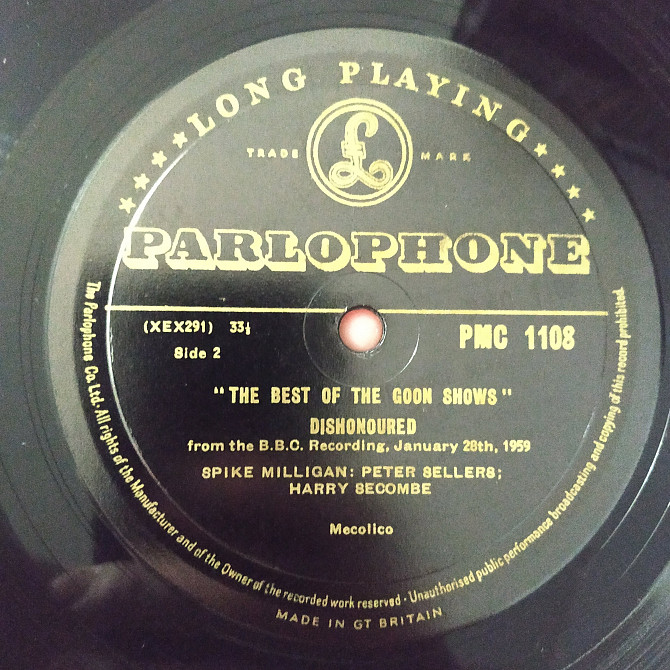 LONG PLAYING
TRADE MARK
£
PARLOPHONE
(XEX291) 33⅓
Side 2
PMC 1108
"THE BEST OF THE GOON SHOWS"
DISHONOURED
from the B.B.C. Recording, January 28th, 1959
SPIKE MILLIGAN: PETER SELLERS;
HARRY SECOMBE
Mecolico
The Parlophone Co. Ltd. All rights of the Manufacturer and of the Owner of the recorded work reserved · Unauthorised public performance broadcasting and copying of this record prohibited.
MADE IN GT BRITAIN